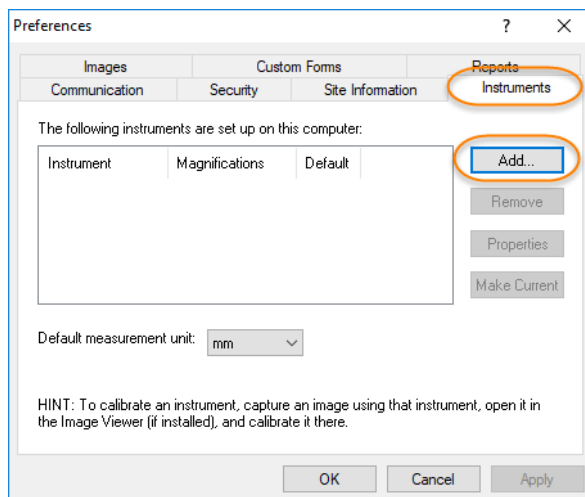 Preferences
?
Images
Custom Forms
Reports
Communication
Security
Site Information
Instruments
The following instruments are set up on this computer:
Instrument
Magnifications
Default
Add...
Remove
Properties
Make Current
Default measurement unit:
mm
HINT: To calibrate an instrument, capture an image using that instrument, open it in
the Image Viewer (if installed), and calibrate it there.
OK
Cancel
Apply